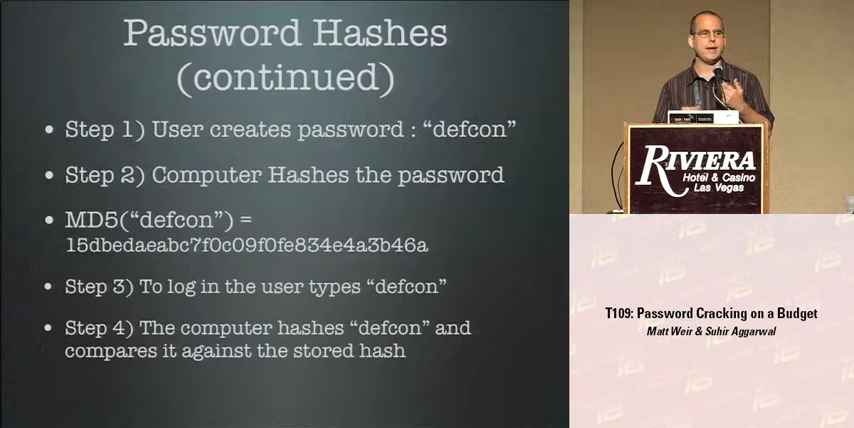 Password Hashes
(continued)
• Step 1) User creates password : “defcon”
• Step 2) Computer Hashes the password
• MD5(“defcon”) =
15dbedaeabc7f0c09f0fe834e4a3b46a
• Step 3) To log in the user types “defcon”
• Step 4) The computer hashes “defcon” and
compares it against the stored hash
RIVIERA
Hotel & Casino
Las Vegas
T109: Password Cracking on a Budget
Matt Weir & Suhir Aggarwal